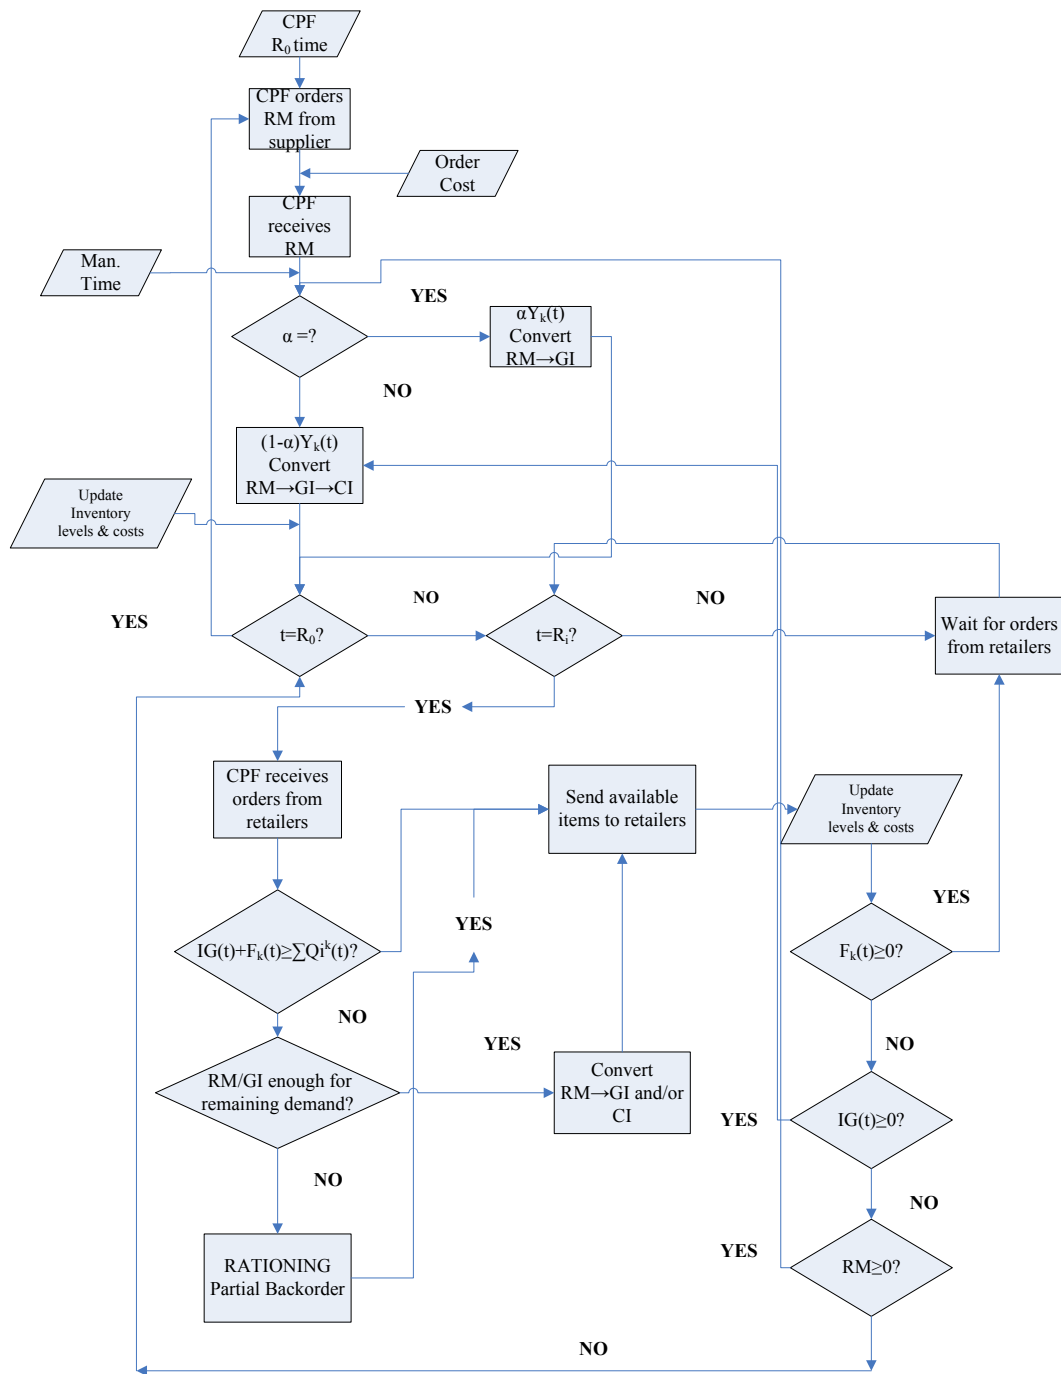 CPF
R₀ time
CPF orders
RM from
supplier
Order
Cost
CPF
receives
RM
Man.
Time
YES
α =?
αYₖ(t)
Convert
RM→GI
NO
(1-α)Yₖ(t)
Convert
RM→GI→CI
Update
Inventory
levels & costs
YES
t=R₀?
NO
t=Rᵢ?
NO
Wait for orders
from retailers
YES
CPF receives
orders from
retailers
Send available
items to retailers
Update
Inventory
levels & costs
YES
YES
IG(t)+Fₖ(t)≥∑Qiᵏ(t)?
Fₖ(t)≥0?
NO
NO
RM/GI enough for
remaining demand?
YES
Convert
RM→GI and/or
CI
YES
IG(t)≥0?
NO
NO
RATIONING
Partial Backorder
YES
RM≥0?
NO